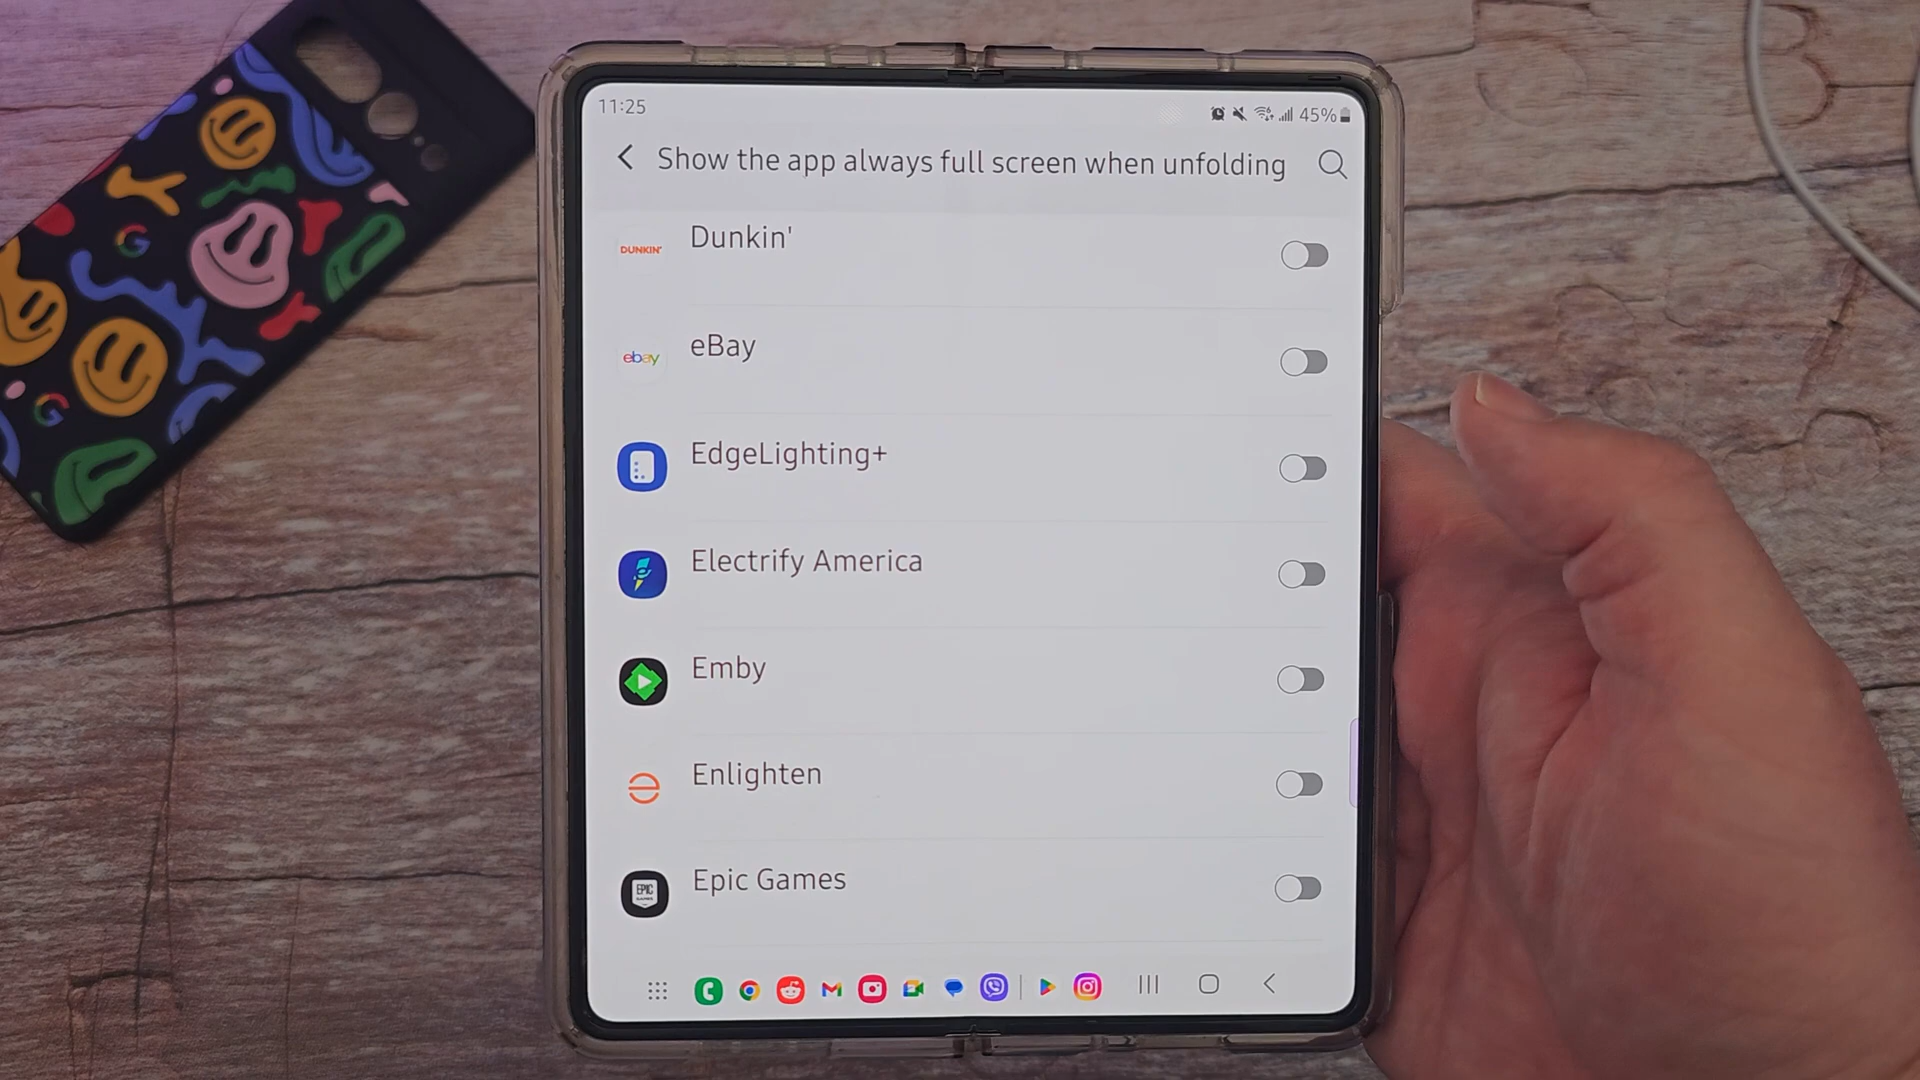 11:25
45%
Show the app always full screen when unfolding
DUNKIN'
Dunkin'
ebay
eBay
EdgeLighting+
Electrify America
Emby
Enlighten
EPIC
GAMES
Epic Games